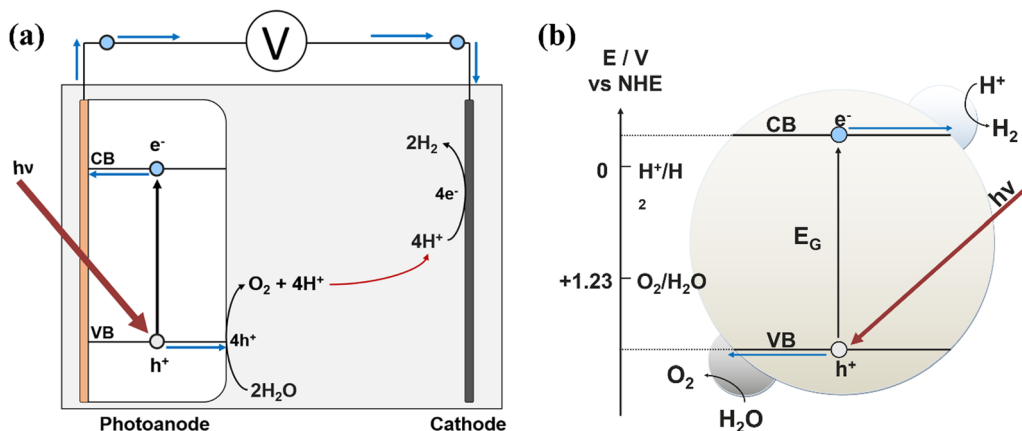 (a)
V
hν
CB
e-
VB
h+
4h+
O2 + 4H+
2H2O
2H2
4e-
4H+
Photoanode
Cathode
(b)
E / V
vs NHE
0
H+/H
2
+1.23
O2/H2O
CB
e-
EG
VB
h+
hν
H+
H2
O2
H2O